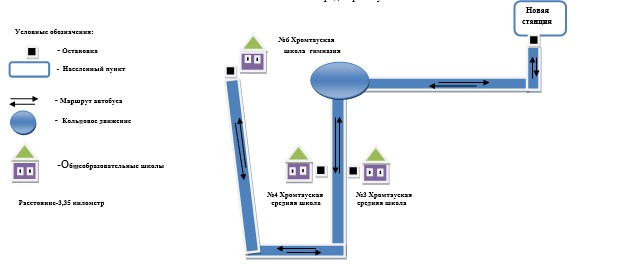 Условные обозначения:
- Остановка
- Населенный пункт
- Маршрут автобуса
- Кольцовое движение
-Общеобразовательные школы
Расстояние-3,35 километр
№6 Хромтауская
школа гимназия
Новая
станция
№4 Хромтауская
средняя школа
№3 Хромтауская
средняя школа